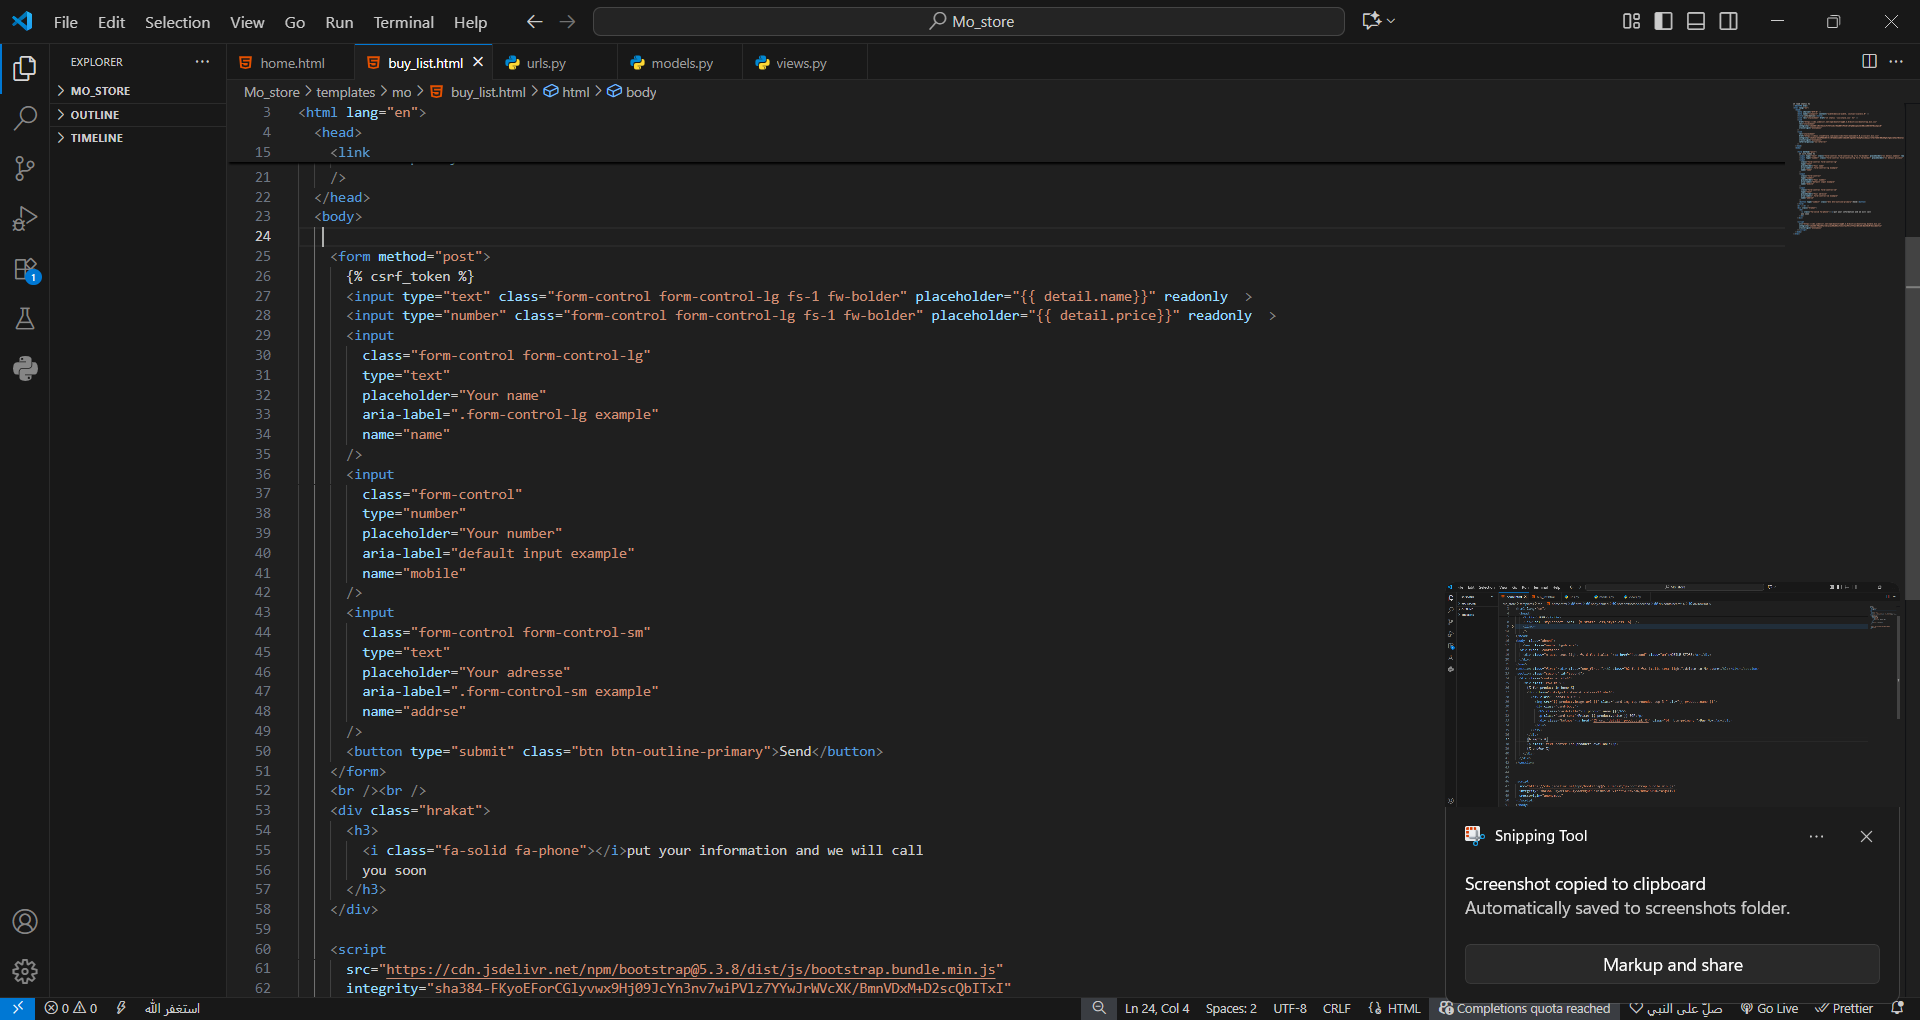 File Edit Selection View Go Run Terminal Help
Mo_store
EXPLORER
MO_STORE
OUTLINE
TIMELINE
home.html
buy_list.html
urls.py
models.py
views.py
Mo_store > templates > mo > buy_list.html > html > body
3 <html lang="en">
4 <head>
15 <link
21 />
22 </head>
23 <body>
24
25 <form method="post">
26 {% csrf_token %}
27 <input type="text" class="form-control form-control-lg fs-1 fw-bolder" placeholder="{{ detail.name}}" readonly >
28 <input type="number" class="form-control form-control-lg fs-1 fw-bolder" placeholder="{{ detail.price}}" readonly >
29 <input
30 class="form-control form-control-lg"
31 type="text"
32 placeholder="Your name"
33 aria-label=".form-control-lg example"
34 name="name"
35 />
36 <input
37 class="form-control"
38 type="number"
39 placeholder="Your number"
40 aria-label="default input example"
41 name="mobile"
42 />
43 <input
44 class="form-control form-control-sm"
45 type="text"
46 placeholder="Your adresse"
47 aria-label=".form-control-sm example"
48 name="addrse"
49 />
50 <button type="submit" class="btn btn-outline-primary">Send</button>
51 </form>
52 <br /><br />
53 <div class="hrakat">
54 <h3>
55 <i class="fa-solid fa-phone"></i>put your information and we will call
56 you soon
57 </h3>
58 </div>
59
60 <script
61 src="https://cdn.jsdelivr.net/npm/bootstrap@5.3.8/dist/js/bootstrap.bundle.min.js"
62 integrity="sha384-FKyoEForCGlyvwx9Hj09JcYn3nv7wiPVlz7YYwJrWVcXK/BmnVDxM+D2scQbITxI"
1
Snipping Tool
Screenshot copied to clipboard
Automatically saved to screenshots folder.
Markup and share
0 0 استغفر الله
Ln 24, Col 4 Spaces: 2 UTF-8 CRLF HTML Completions quota reached صلِّ على النبي Go Live Prettier